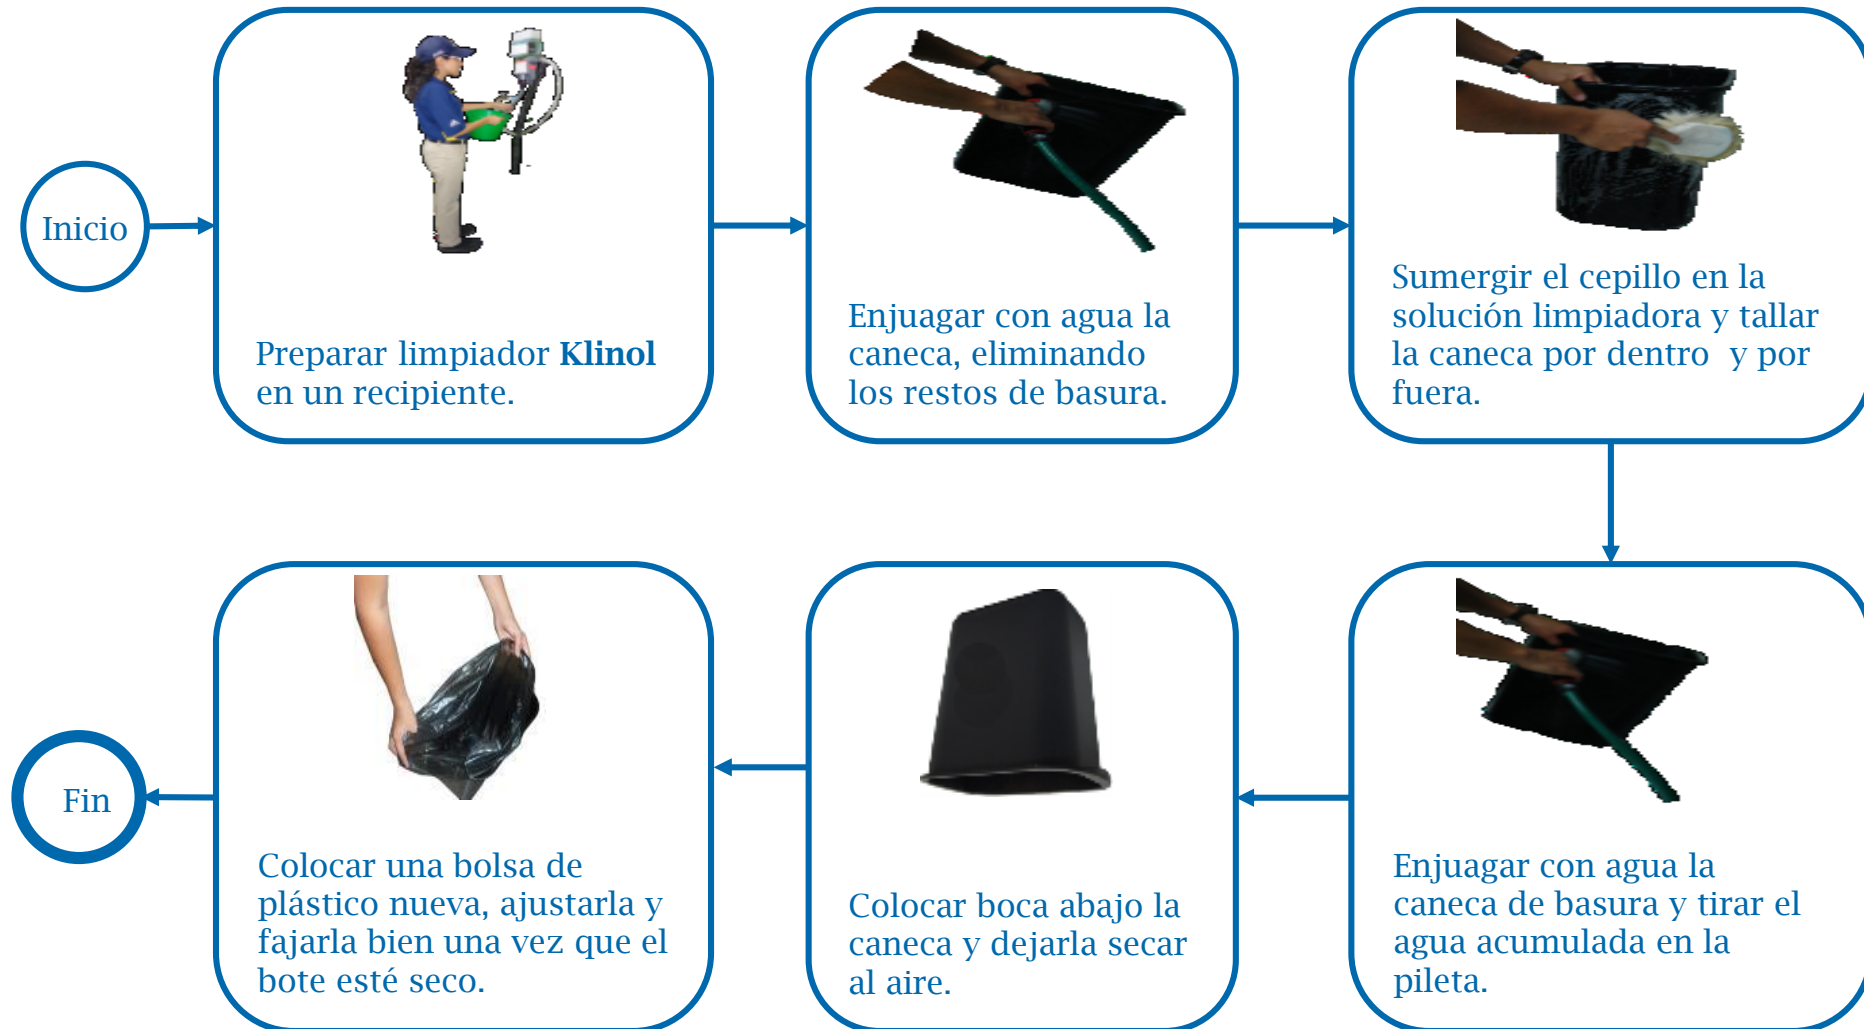 Inicio
Preparar limpiador Klinol
en un recipiente.
Enjuagar con agua la
caneca, eliminando
los restos de basura.
Sumergir el cepillo en la
solución limpiadora y tallar
la caneca por dentro  y por
fuera.
Enjuagar con agua la
caneca de basura y tirar el
agua acumulada en la
pileta.
Colocar boca abajo la
caneca y dejarla secar
al aire.
Colocar una bolsa de
plástico nueva, ajustarla y
fajarla bien una vez que el
bote esté seco.
Fin